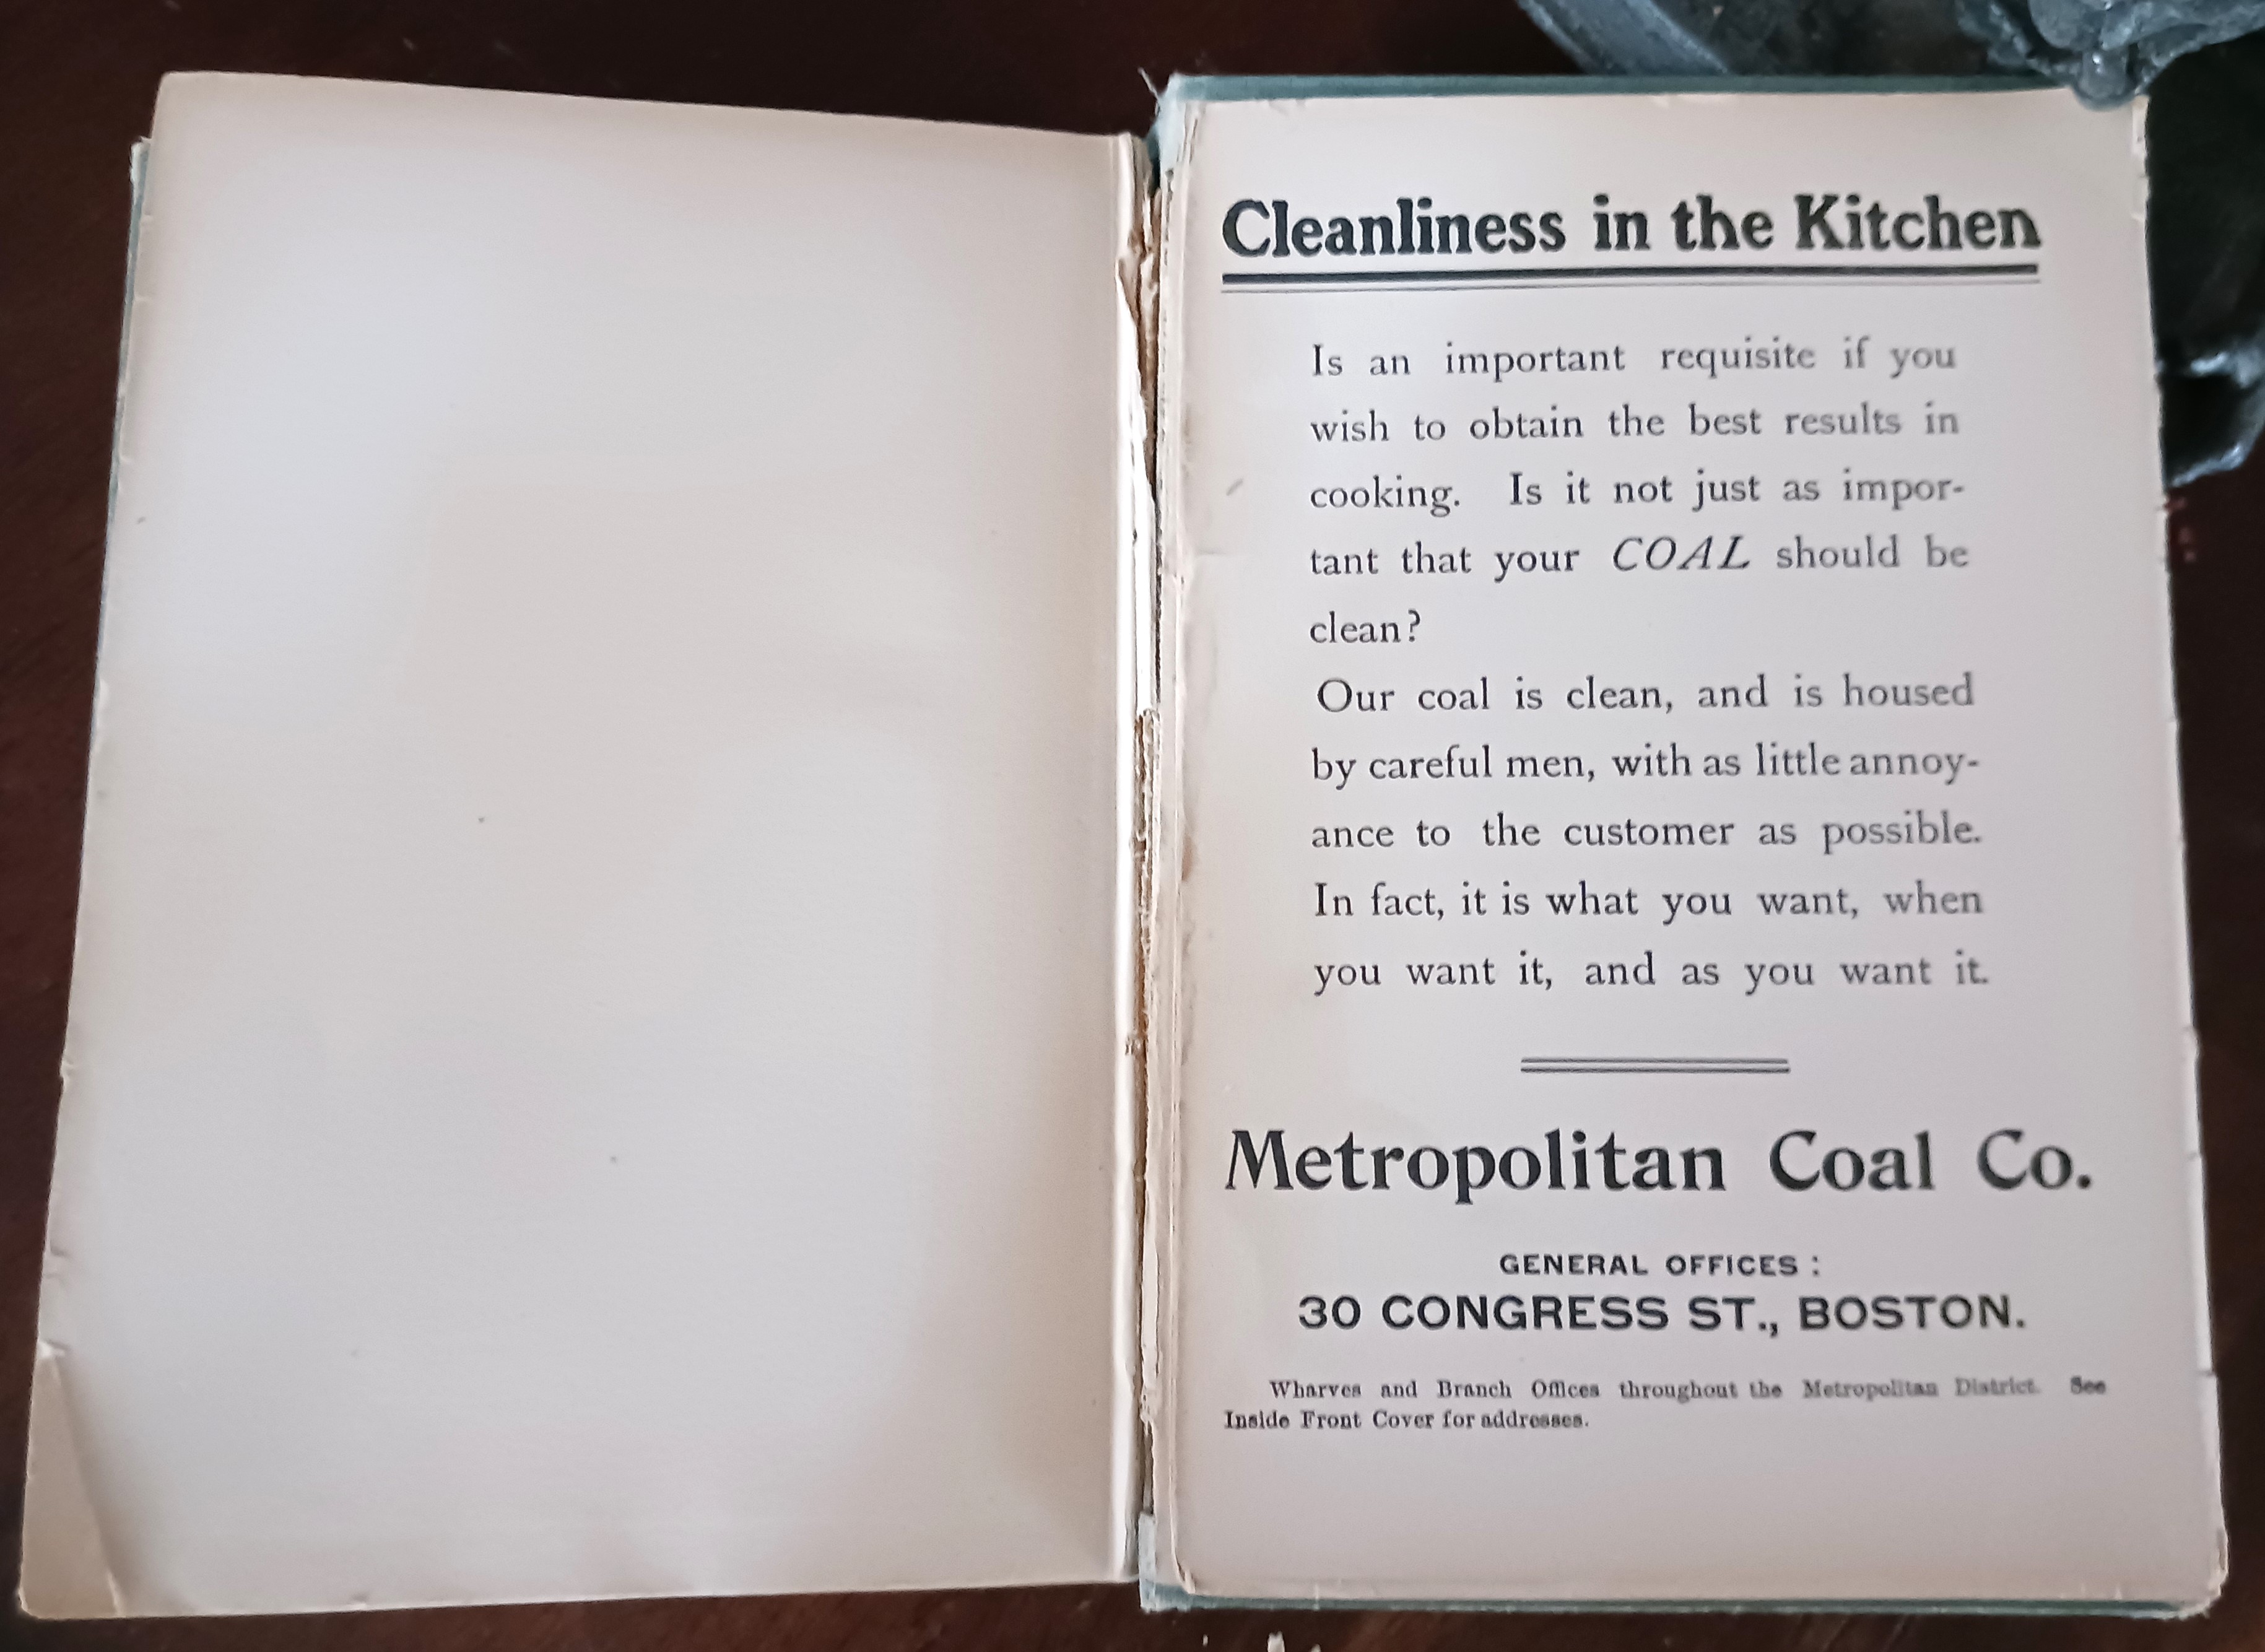 Cleanliness in the Kitchen
Is an important requisite if you
wish to obtain the best results in
cooking. Is it not just as impor-
tant that your COAL should be
clean?
Our coal is clean, and is housed
by careful men, with as little annoy-
ance to the customer as possible.
In fact, it is what you want, when
you want it, and as you want it.
Metropolitan Coal Co.
GENERAL OFFICES :
30 CONGRESS ST., BOSTON.
Wharves and Branch Offices throughout the Metropolitan District. See
Inside Front Cover for addresses.